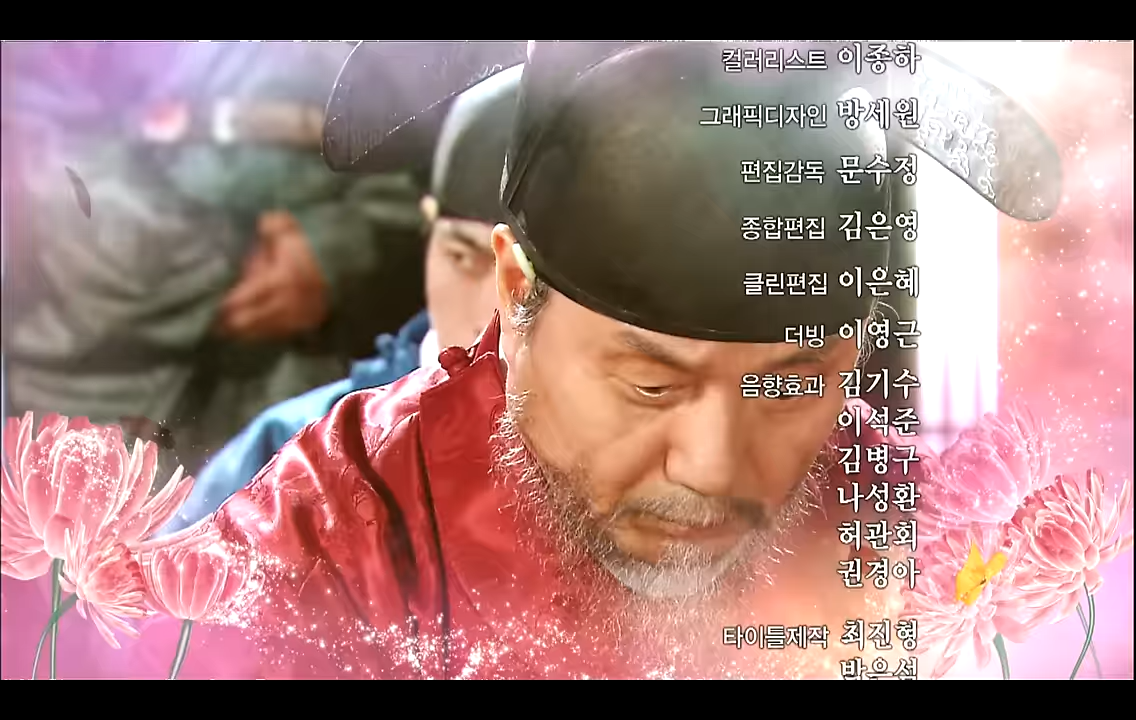 컬러리스트 이종하
그래픽디자인 방세원
편집감독 문수정
종합편집 김은영
클린편집 이은혜
더빙 이영근
음향효과 김기수
이석준
김병구
나성환
허관회
권경아
타이틀제작 최진형